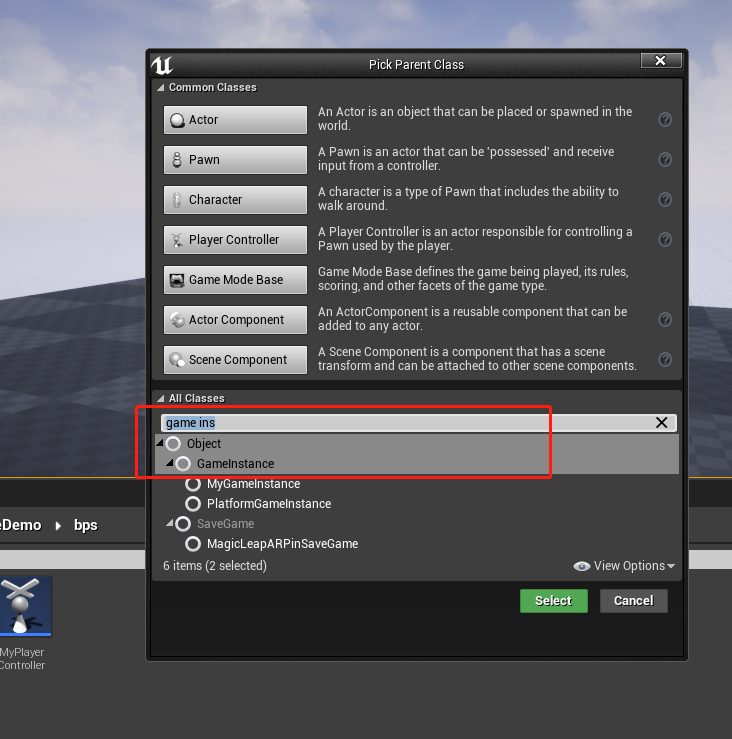 Pick Parent Class
Common Classes
Actor
An Actor is an object that can be placed or spawned in the
world.
Pawn
A Pawn is an actor that can be 'possessed' and receive
input from a controller.
Character
A character is a type of Pawn that includes the ability to
walk around.
Player Controller
A Player Controller is an actor responsible for controlling a
Pawn used by the player.
Game Mode Base
Game Mode Base defines the game being played, its rules,
scoring, and other facets of the game type.
Actor Component
An ActorComponent is a reusable component that can be
added to any actor.
Scene Component
A Scene Component is a component that has a scene
transform and can be attached to other scene components.
All Classes
game ins
Object
GameInstance
MyGameInstance
PlatformGameInstance
SaveGame
MagicLeapARPinSaveGame
6 items (2 selected)
View Options
Select
Cancel
eDemo
bps
MyPlayer
Controller